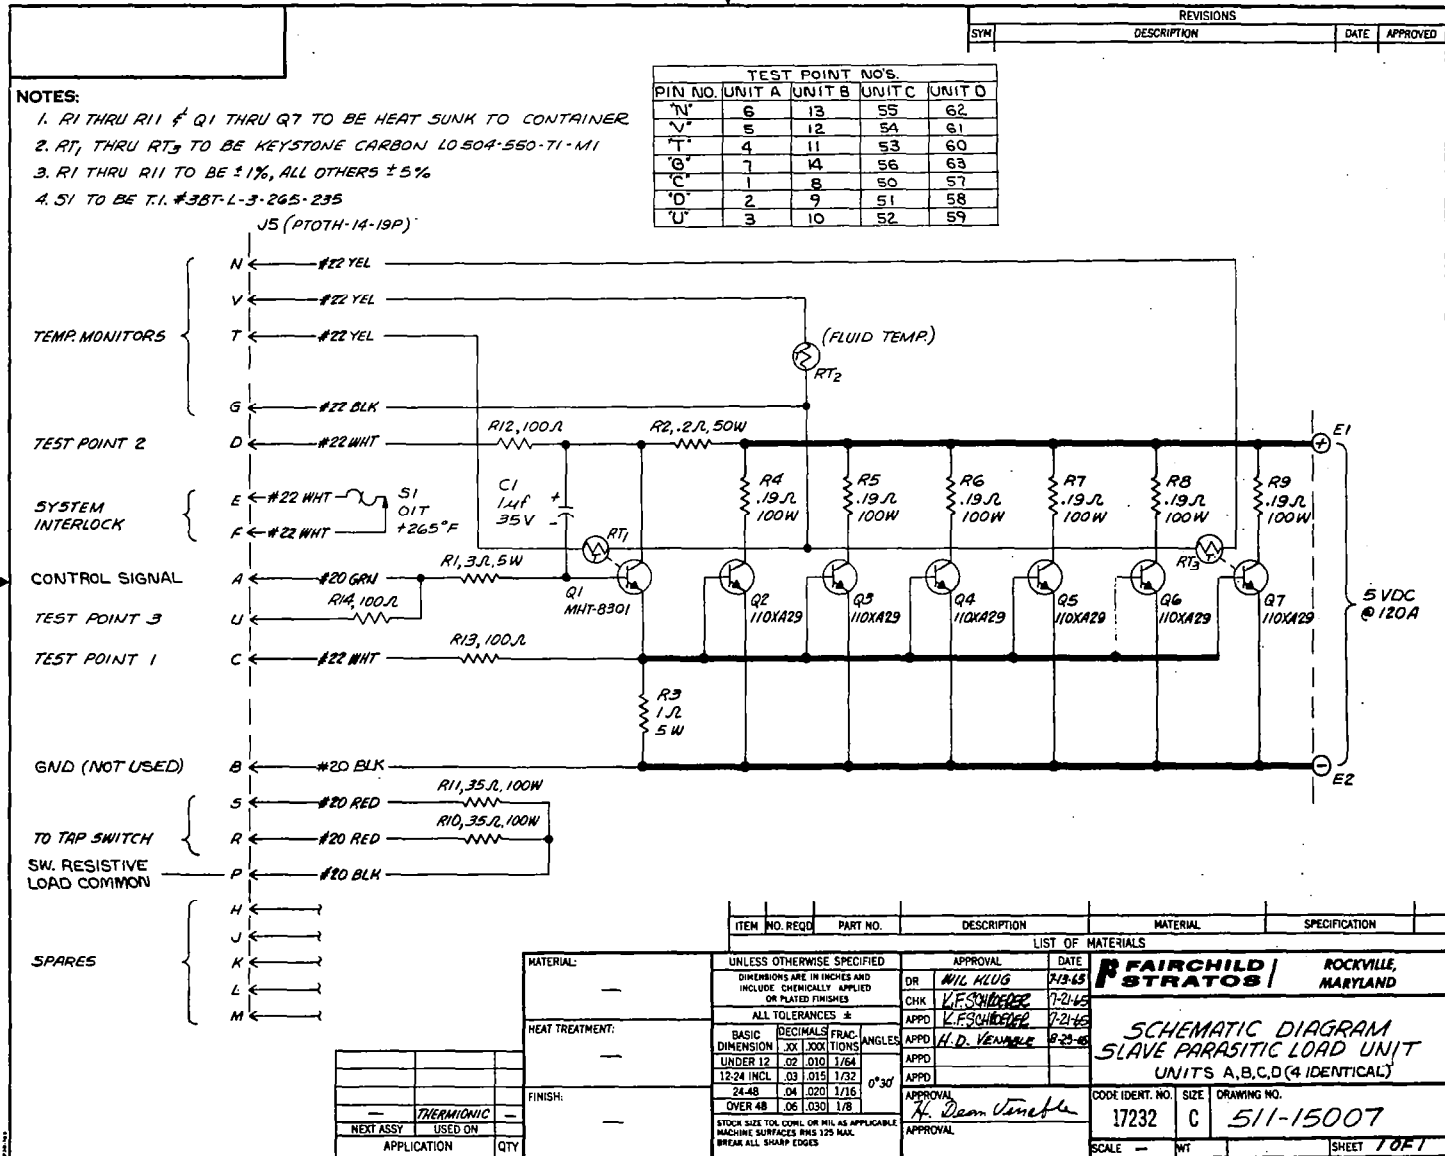 REVISIONS
SYM DESCRIPTION DATE APPROVED
TEST POINT NO'S.
PIN NO. UNIT A UNIT B UNIT C UNIT D
"N" 6 13 55 62
"V" 5 12 54 61
"T" 4 11 53 60
"G" 7 14 56 63
"C" 1 8 50 57
"D" 2 9 51 58
"U" 3 10 52 59
NOTES:
1. R1 THRU R11 & Q1 THRU Q7 TO BE HEAT SUNK TO CONTAINER
2. RT1 THRU RT3 TO BE KEYSTONE CARBON L0504-550-71-M1
3. R1 THRU R11 TO BE ±1%, ALL OTHERS ±5%
4. S1 TO BE T.I. #3BT-L-3-265-235
J5 (PT07H-14-19P)
N #22 YEL
V #22 YEL
TEMP. MONITORS T #22 YEL
(FLUID TEMP.)
RT2
G #22 BLK
TEST POINT 2 D #22 WHT R12, 100Ω R2, .2Ω, 50W E1
+
SYSTEM INTERLOCK
E #22 WHT
F #22 WHT
S1
01T
+265°F
C1
1µf
35V
+
-
R4
.19Ω
100W
R5
.19Ω
100W
R6
.19Ω
100W
R7
.19Ω
100W
R8
.19Ω
100W
R9
.19Ω
100W
RT1
RT3
CONTROL SIGNAL A #20 GRN R1, 3Ω, 5W
R14, 100Ω
TEST POINT 3 U
Q1
MHT-8301
Q2
110XA29
Q3
110XA29
Q4
110XA29
Q5
110XA29
Q6
110XA29
Q7
110XA29
5 VDC
@ 120A
TEST POINT 1 C #22 WHT R13, 100Ω
R3
1Ω
5W
GND (NOT USED) B #20 BLK
-
E2
S #20 RED R11, 35Ω, 100W
TO TAP SWITCH R #20 RED R10, 35Ω, 100W
SW. RESISTIVE
LOAD COMMON P #20 BLK
H
J
SPARES K
L
M
ITEM NO. REQD PART NO. DESCRIPTION MATERIAL SPECIFICATION
LIST OF MATERIALS
MATERIAL:
—
HEAT TREATMENT:
—
FINISH:
—
UNLESS OTHERWISE SPECIFIED
DIMENSIONS ARE IN INCHES AND
INCLUDE CHEMICALLY APPLIED
OR PLATED FINISHES
ALL TOLERANCES ±
BASIC DIMENSION DECIMALS .XX .XXX FRACTIONS ANGLES
UNDER 12 .02 .010 1/64
12-24 INCL .03 .015 1/32
24-48 .04 .020 1/16
OVER 48 .06 .030 1/8
0°30'
STOCK SIZE TOL COML OR MIL AS APPLICABLE
MACHINE SURFACES RMS 125 MAX.
BREAK ALL SHARP EDGES
APPROVAL DATE
DR WIL KLUG 7-13-65
CHK K.F. SCHROEDER 7-21-65
APPD K.F. SCHROEDER 7-21-65
APPD H.D. VENABLE
APPD
APPD
APPROVAL H. Dean Venable
APPROVAL
FAIRCHILD
STRATOS
ROCKVILLE,
MARYLAND
SCHEMATIC DIAGRAM
SLAVE PARASITIC LOAD UNIT
UNITS A,B,C,D (4 IDENTICAL)
CODE IDENT. NO. SIZE DRAWING NO.
17232 C 511-15007
SCALE — WT SHEET 1 OF 1
— THERMIONIC —
NEXT ASSY USED ON
APPLICATION QTY